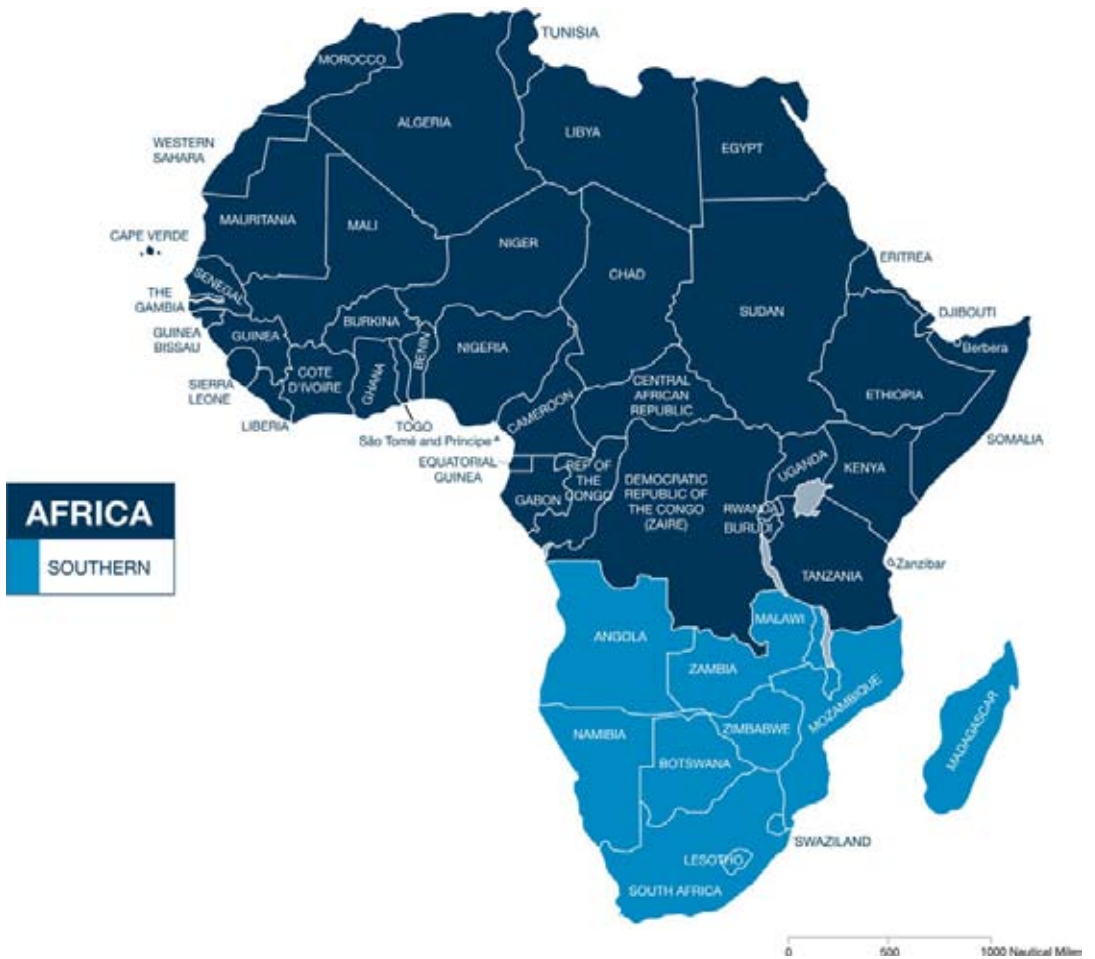 TUNISIA
MOROCCO
ALGERIA
LIBYA
EGYPT
WESTERN
SAHARA
MAURITANIA
MALI
NIGER
CAPE VERDE
CHAD
ERITREA
SENEGAL
SUDAN
THE
GAMBIA
DJIBOUTI
GUINEA
BISSAU
GUINEA
BURKINA
BENIN
NIGERIA
Berbera
COTE
D'IVOIRE
GHANA
SIERRA
LEONE
CENTRAL
AFRICAN
REPUBLIC
ETHIOPIA
CAMEROON
LIBERIA
TOGO
SOMALIA
São Tomé and Príncipe
EQUATORIAL
GUINEA
REP OF
THE
CONGO
UGANDA
KENYA
GABON
DEMOCRATIC
REPUBLIC OF
THE CONGO
(ZAIRE)
RWANDA
BURUDI
AFRICA
SOUTHERN
Zanzibar
TANZANIA
MALAWI
ANGOLA
ZAMBIA
MOZAMBIQUE
MADAGASCAR
NAMIBIA
ZIMBABWE
BOTSWANA
SWAZILAND
LESOTHO
SOUTH AFRICA
0 500 1000 Nautical Miles